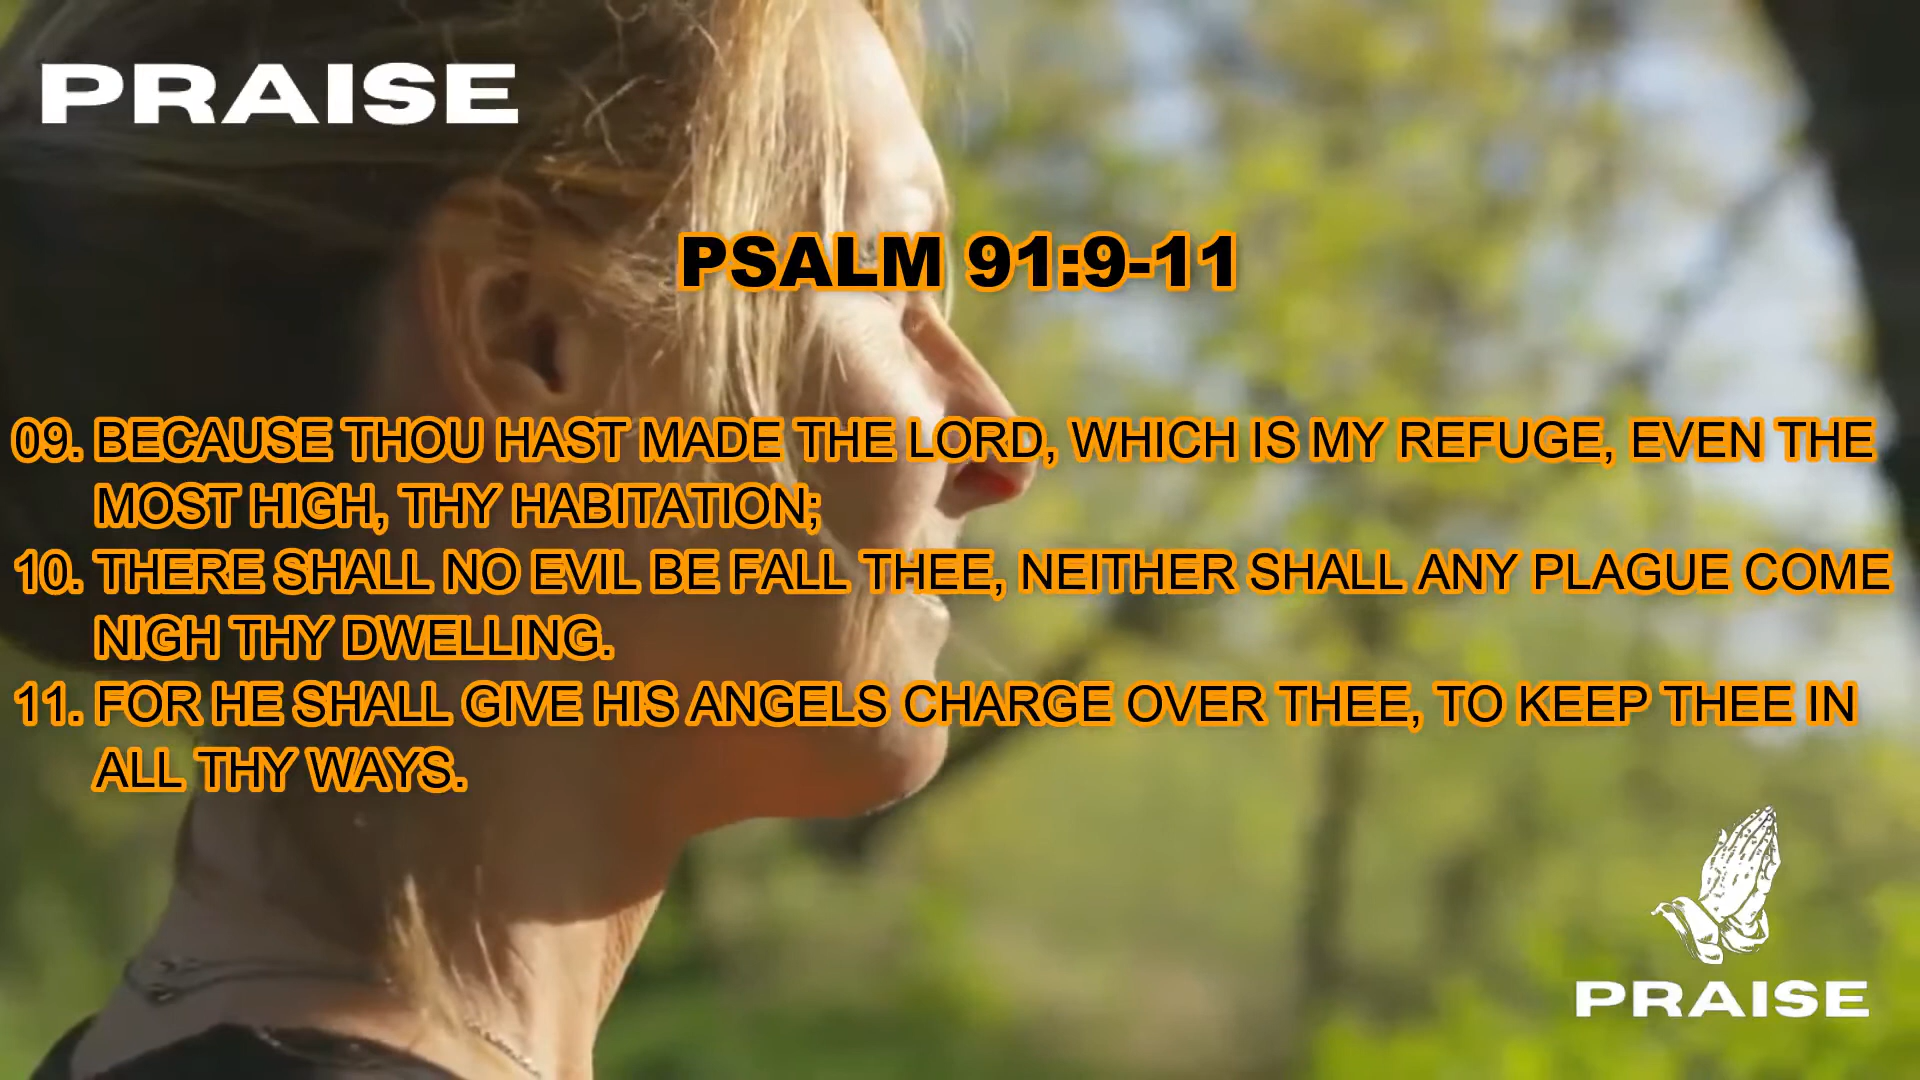 PRAISE
PSALM 91:9-11
09. BECAUSE THOU HAST MADE THE LORD, WHICH IS MY REFUGE, EVEN THE
MOST HIGH, THY HABITATION;
10. THERE SHALL NO EVIL BE FALL THEE, NEITHER SHALL ANY PLAGUE COME
NIGH THY DWELLING.
11. FOR HE SHALL GIVE HIS ANGELS CHARGE OVER THEE, TO KEEP THEE IN
ALL THY WAYS.
PRAISE